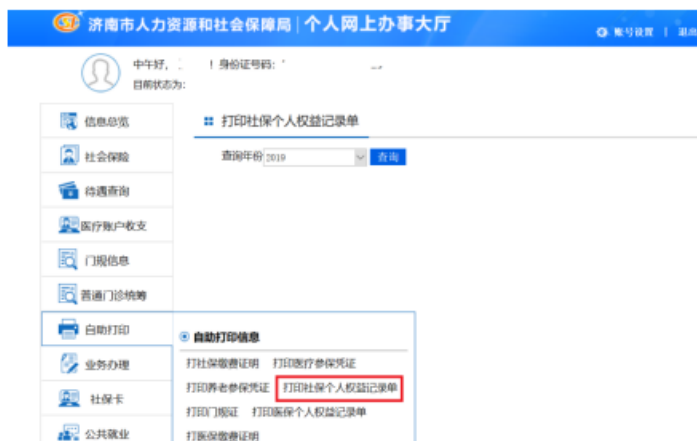 济南市人力资源和社会保障局 | 个人网上办事大厅
账号设置 | 退出
中午好， ！身份证号码：
目前状态为：
信息总览
打印社保个人权益记录单
社会保险
查询年份 2019 查询
待遇查询
医疗账户收支
门规信息
普通门诊统筹
自助打印
自助打印信息
业务办理
打社保缴费证明 打印医疗参保凭证
社保卡
打印养老参保凭证 打印社保个人权益记录单
打印门规证 打印医保个人权益记录单
公共就业
打医保缴费证明